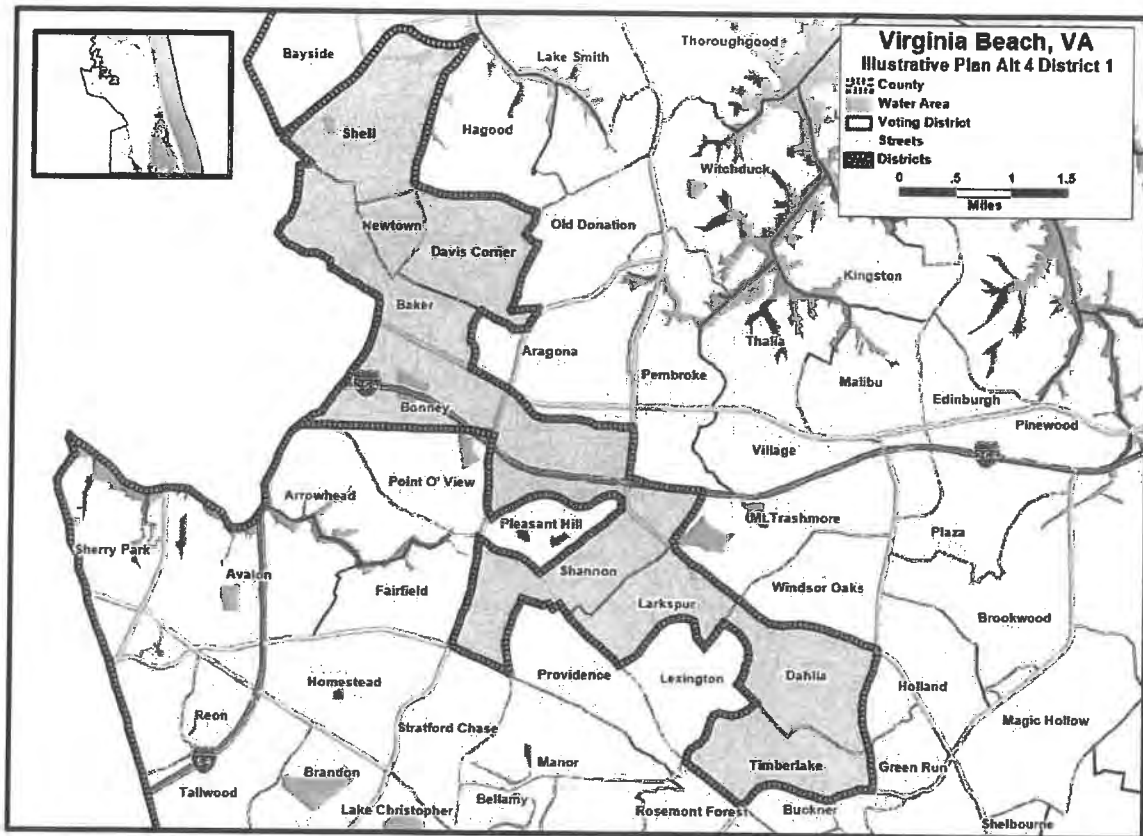 Virginia Beach, VA
Illustrative Plan Alt 4 District 1
County
Water Area
Voting District
Streets
Districts
0 .5 1 1.5
Miles
Bayside
Lake Smith
Thoroughgood
Shell
Hagood
Witchduck
Newtown
Old Donation
Davis Corner
Kingston
Baker
Aragona
Thalia
Pembroke
Malibu
Bonney
Edinburgh
Pinewood
Village
Point O' View
Arrowhead
Pleasant Hill
Mt.Trashmore
Sherry Park
Plaza
Avalon
Shannon
Fairfield
Windsor Oaks
Larkspur
Brookwood
Homestead
Providence
Lexington
Dahlia
Holland
Reon
Stratford Chase
Magic Hollow
Tallwood
Brandon
Manor
Timberlake
Green Run
Lake Christopher
Bellamy
Rosemont Forest
Buckner
Shelbourne